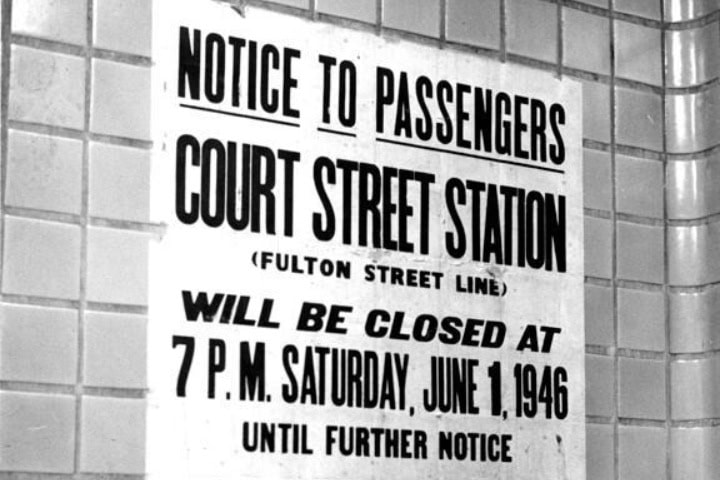 NOTICE TO PASSENGERS
COURT STREET STATION
(FULTON STREET LINE)
WILL BE CLOSED AT
7 P.M. SATURDAY, JUNE 1, 1946
UNTIL FURTHER NOTICE